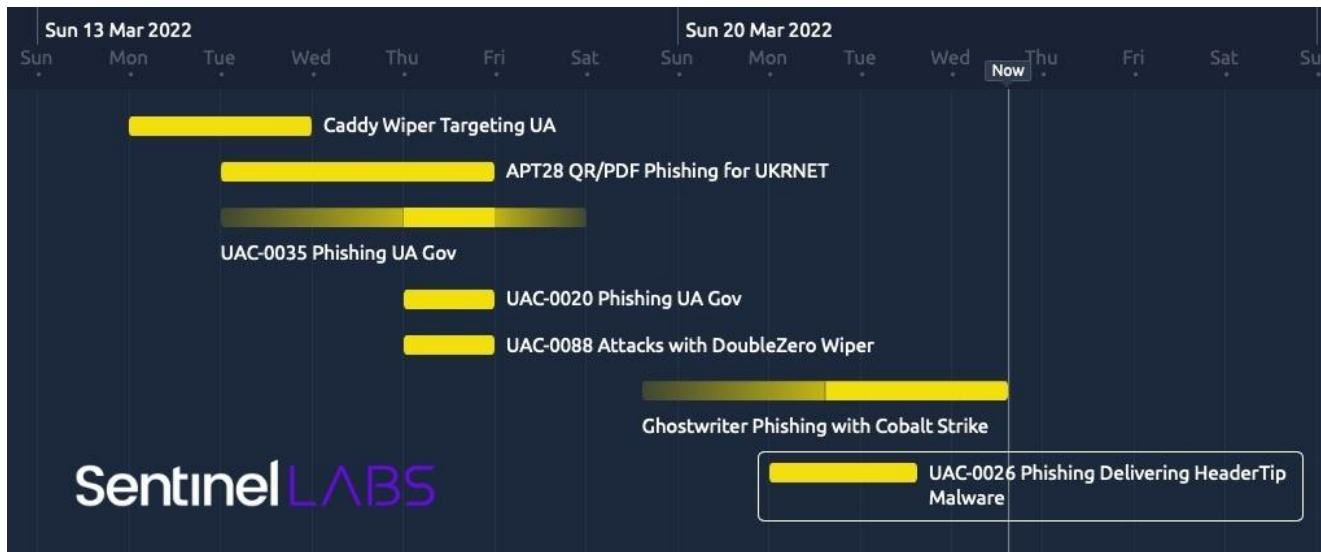 Sun 13 Mar 2022 Sun 20 Mar 2022
Sun Mon Tue Wed Thu Fri Sat Sun Mon Tue Wed Thu Fri Sat Su
Now
Caddy Wiper Targeting UA
APT28 QR/PDF Phishing for UKRNET
UAC-0035 Phishing UA Gov
UAC-0020 Phishing UA Gov
UAC-0088 Attacks with DoubleZero Wiper
Ghostwriter Phishing with Cobalt Strike
UAC-0026 Phishing Delivering HeaderTip
Malware
Sentinel LABS